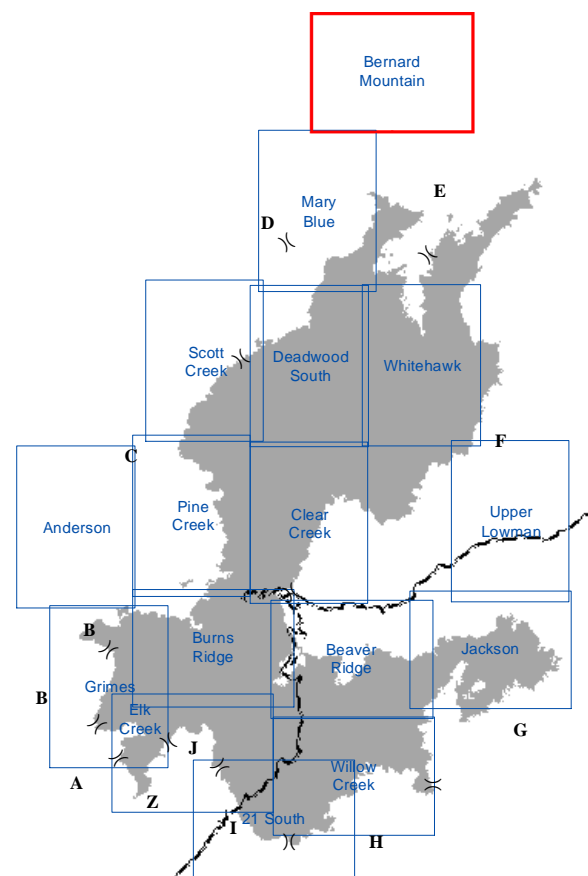 Bernard
Mountain
E
Mary
Blue
D
Scott
Creek
Deadwood
South
Whitehawk
F
C
Pine
Creek
Clear
Creek
Upper
Lowman
Anderson
B
Burns
Ridge
Beaver
Ridge
Jackson
B
Grimes
Elk
Creek
G
J
A
Willow
Creek
Z
I
21 South
H